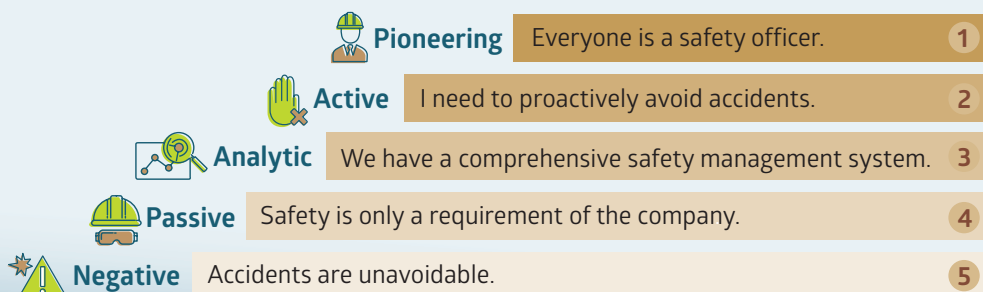 Pioneering Everyone is a safety officer. 1
Active I need to proactively avoid accidents. 2
Analytic We have a comprehensive safety management system. 3
Passive Safety is only a requirement of the company. 4
Negative Accidents are unavoidable. 5